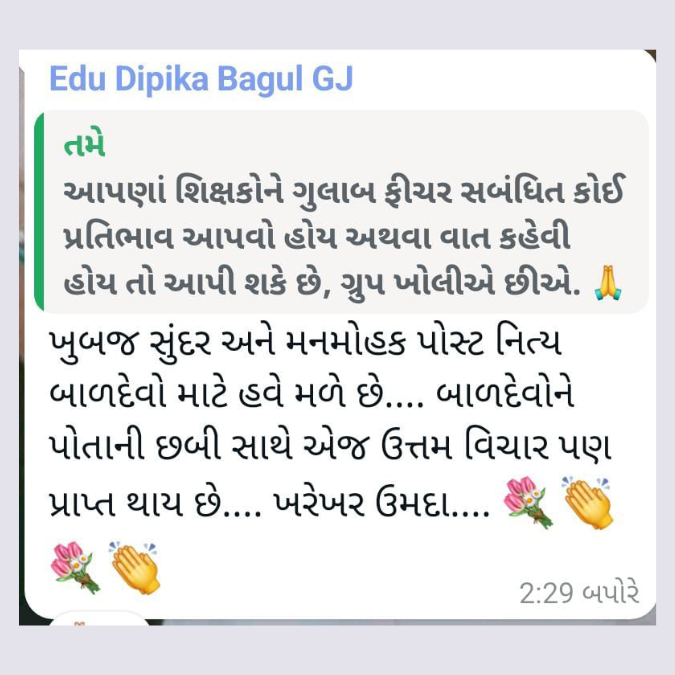 Edu Dipika Bagul GJ
તમે
આપણાં શિક્ષકોને ગુલાબ ફીચર સબંધિત કોઈ
પ્રતિભાવ આપવો હોય અથવા વાત કહેવી
હોય તો આપી શકે છે, ગ્રુપ ખોલીએ છીએ. 🙏
ખુબજ સુંદર અને મનમોહક પોસ્ટ નિત્ય
બાળદેવો માટે હવે મળે છે.... બાળદેવોને
પોતાની છબી સાથે એજ ઉત્તમ વિચાર પણ
પ્રાપ્ત થાય છે.... ખરેખર ઉમદા.... 💐👏
💐👏
2:29 બપોરે